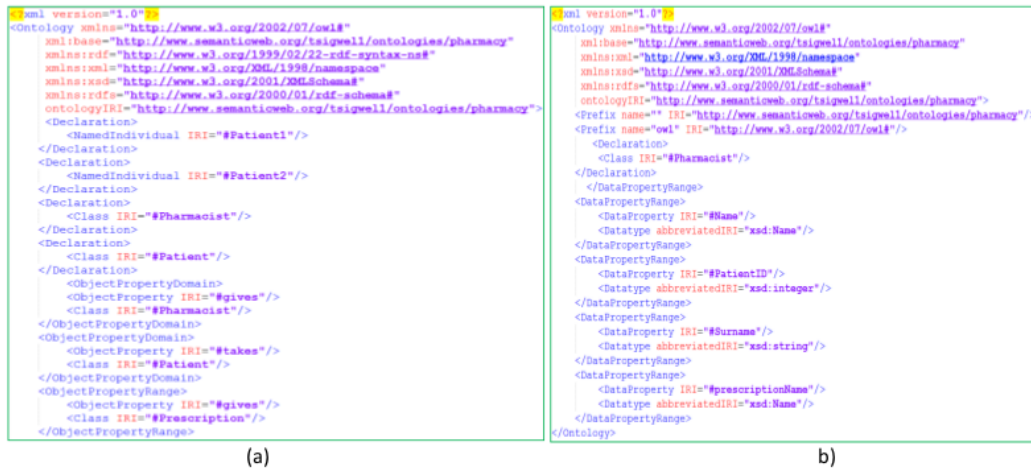 <?xml version="1.0"?>
<Ontology xmlns="http://www.w3.org/2002/07/owl#"
xml:base="http://www.semanticweb.org/tsigwell/ontologies/pharmacy"
xmlns:rdf="http://www.w3.org/1999/02/22-rdf-syntax-ns#"
xmlns:xml="http://www.w3.org/XML/1998/namespace"
xmlns:xsd="http://www.w3.org/2001/XMLSchema#"
xmlns:rdfs="http://www.w3.org/2000/01/rdf-schema#"
ontologyIRI="http://www.semanticweb.org/tsigwell/ontologies/pharmacy">
<Declaration>
<NamedIndividual IRI="#Patient1"/>
</Declaration>
<Declaration>
<NamedIndividual IRI="#Patient2"/>
</Declaration>
<Declaration>
<Class IRI="#Pharmacist"/>
</Declaration>
<Declaration>
<Class IRI="#Patient"/>
</Declaration>
<ObjectPropertyDomain>
<ObjectProperty IRI="#gives"/>
<Class IRI="#Pharmacist"/>
</ObjectPropertyDomain>
<ObjectPropertyDomain>
<ObjectProperty IRI="#takes"/>
<Class IRI="#Patient"/>
</ObjectPropertyDomain>
<ObjectPropertyRange>
<ObjectProperty IRI="#gives"/>
<Class IRI="#Prescription"/>
</ObjectPropertyRange>
(a)
<?xml version="1.0"?>
<Ontology xmlns="http://www.w3.org/2002/07/owl#"
xml:base="http://www.semanticweb.org/tsigwell/ontologies/pharmacy"
xmlns:xml="http://www.w3.org/XML/1998/namespace"
xmlns:xsd="http://www.w3.org/2001/XMLSchema#"
xmlns:rdfs="http://www.w3.org/2000/01/rdf-schema#"
ontologyIRI="http://www.semanticweb.org/tsigwell/ontologies/pharmacy">
<Prefix name="" IRI="http://www.semanticweb.org/tsigwell/ontologies/pharmacy"/>
<Prefix name="owl" IRI="http://www.w3.org/2002/07/owl#"/>
<Declaration>
<Class IRI="#Pharmacist"/>
</Declaration>
</DataPropertyRange>
<DataPropertyRange>
<DataProperty IRI="#Name"/>
<Datatype abbreviatedIRI="xsd:Name"/>
</DataPropertyRange>
<DataPropertyRange>
<DataProperty IRI="#PatientID"/>
<Datatype abbreviatedIRI="xsd:integer"/>
</DataPropertyRange>
<DataPropertyRange>
<DataProperty IRI="#Surname"/>
<Datatype abbreviatedIRI="xsd:string"/>
</DataPropertyRange>
<DataPropertyRange>
<DataProperty IRI="#prescriptionName"/>
<Datatype abbreviatedIRI="xsd:Name"/>
</DataPropertyRange>
</Ontology>
b)